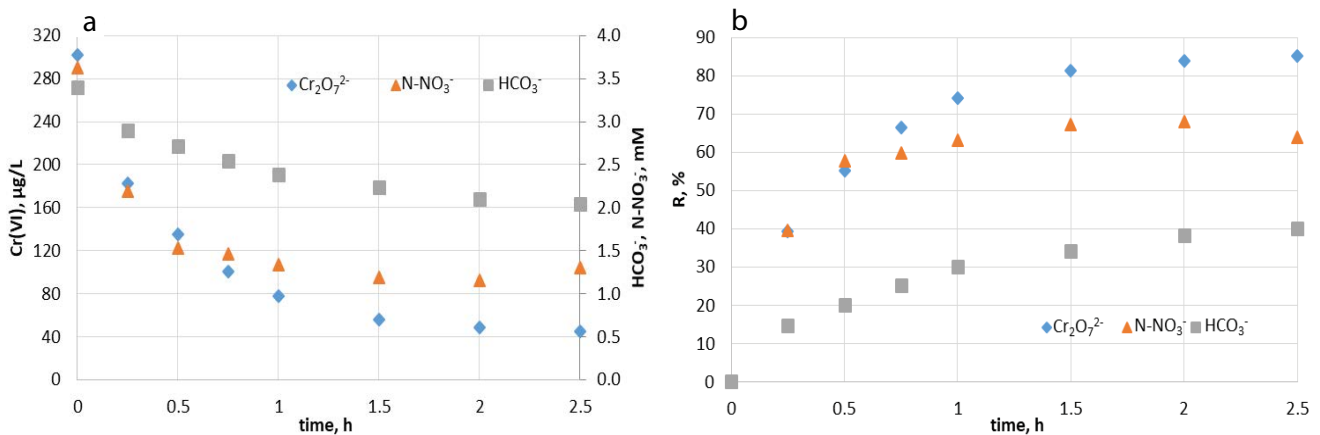 a
320
280
240
200
160
120
80
40
0
Cr(VI), µg/L
4.0
3.5
3.0
2.5
2.0
1.5
1.0
0.5
0.0
HCO₃⁻, N-NO₃⁻, mM
Cr₂O₇²⁻ N-NO₃⁻ HCO₃⁻
0 0.5 1 1.5 2 2.5
time, h
b
90
80
70
60
50
40
30
20
10
0
R, %
Cr₂O₇²⁻ N-NO₃⁻ HCO₃⁻
0 0.5 1 1.5 2 2.5
time, h